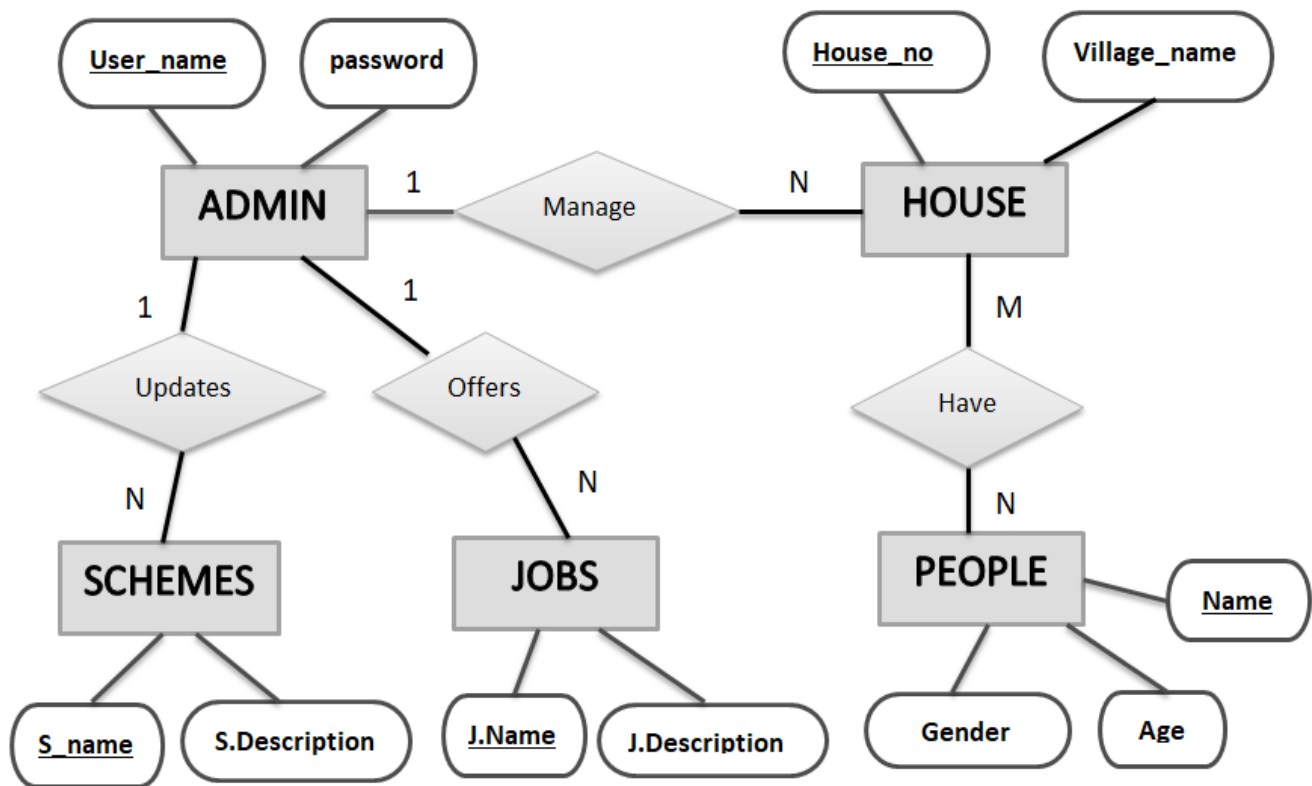 User_name
password
House_no
Village_name
ADMIN
1
Manage
N
HOUSE
1
1
M
Updates
Offers
Have
N
N
N
SCHEMES
JOBS
PEOPLE
Name
S_name
S.Description
J.Name
J.Description
Gender
Age